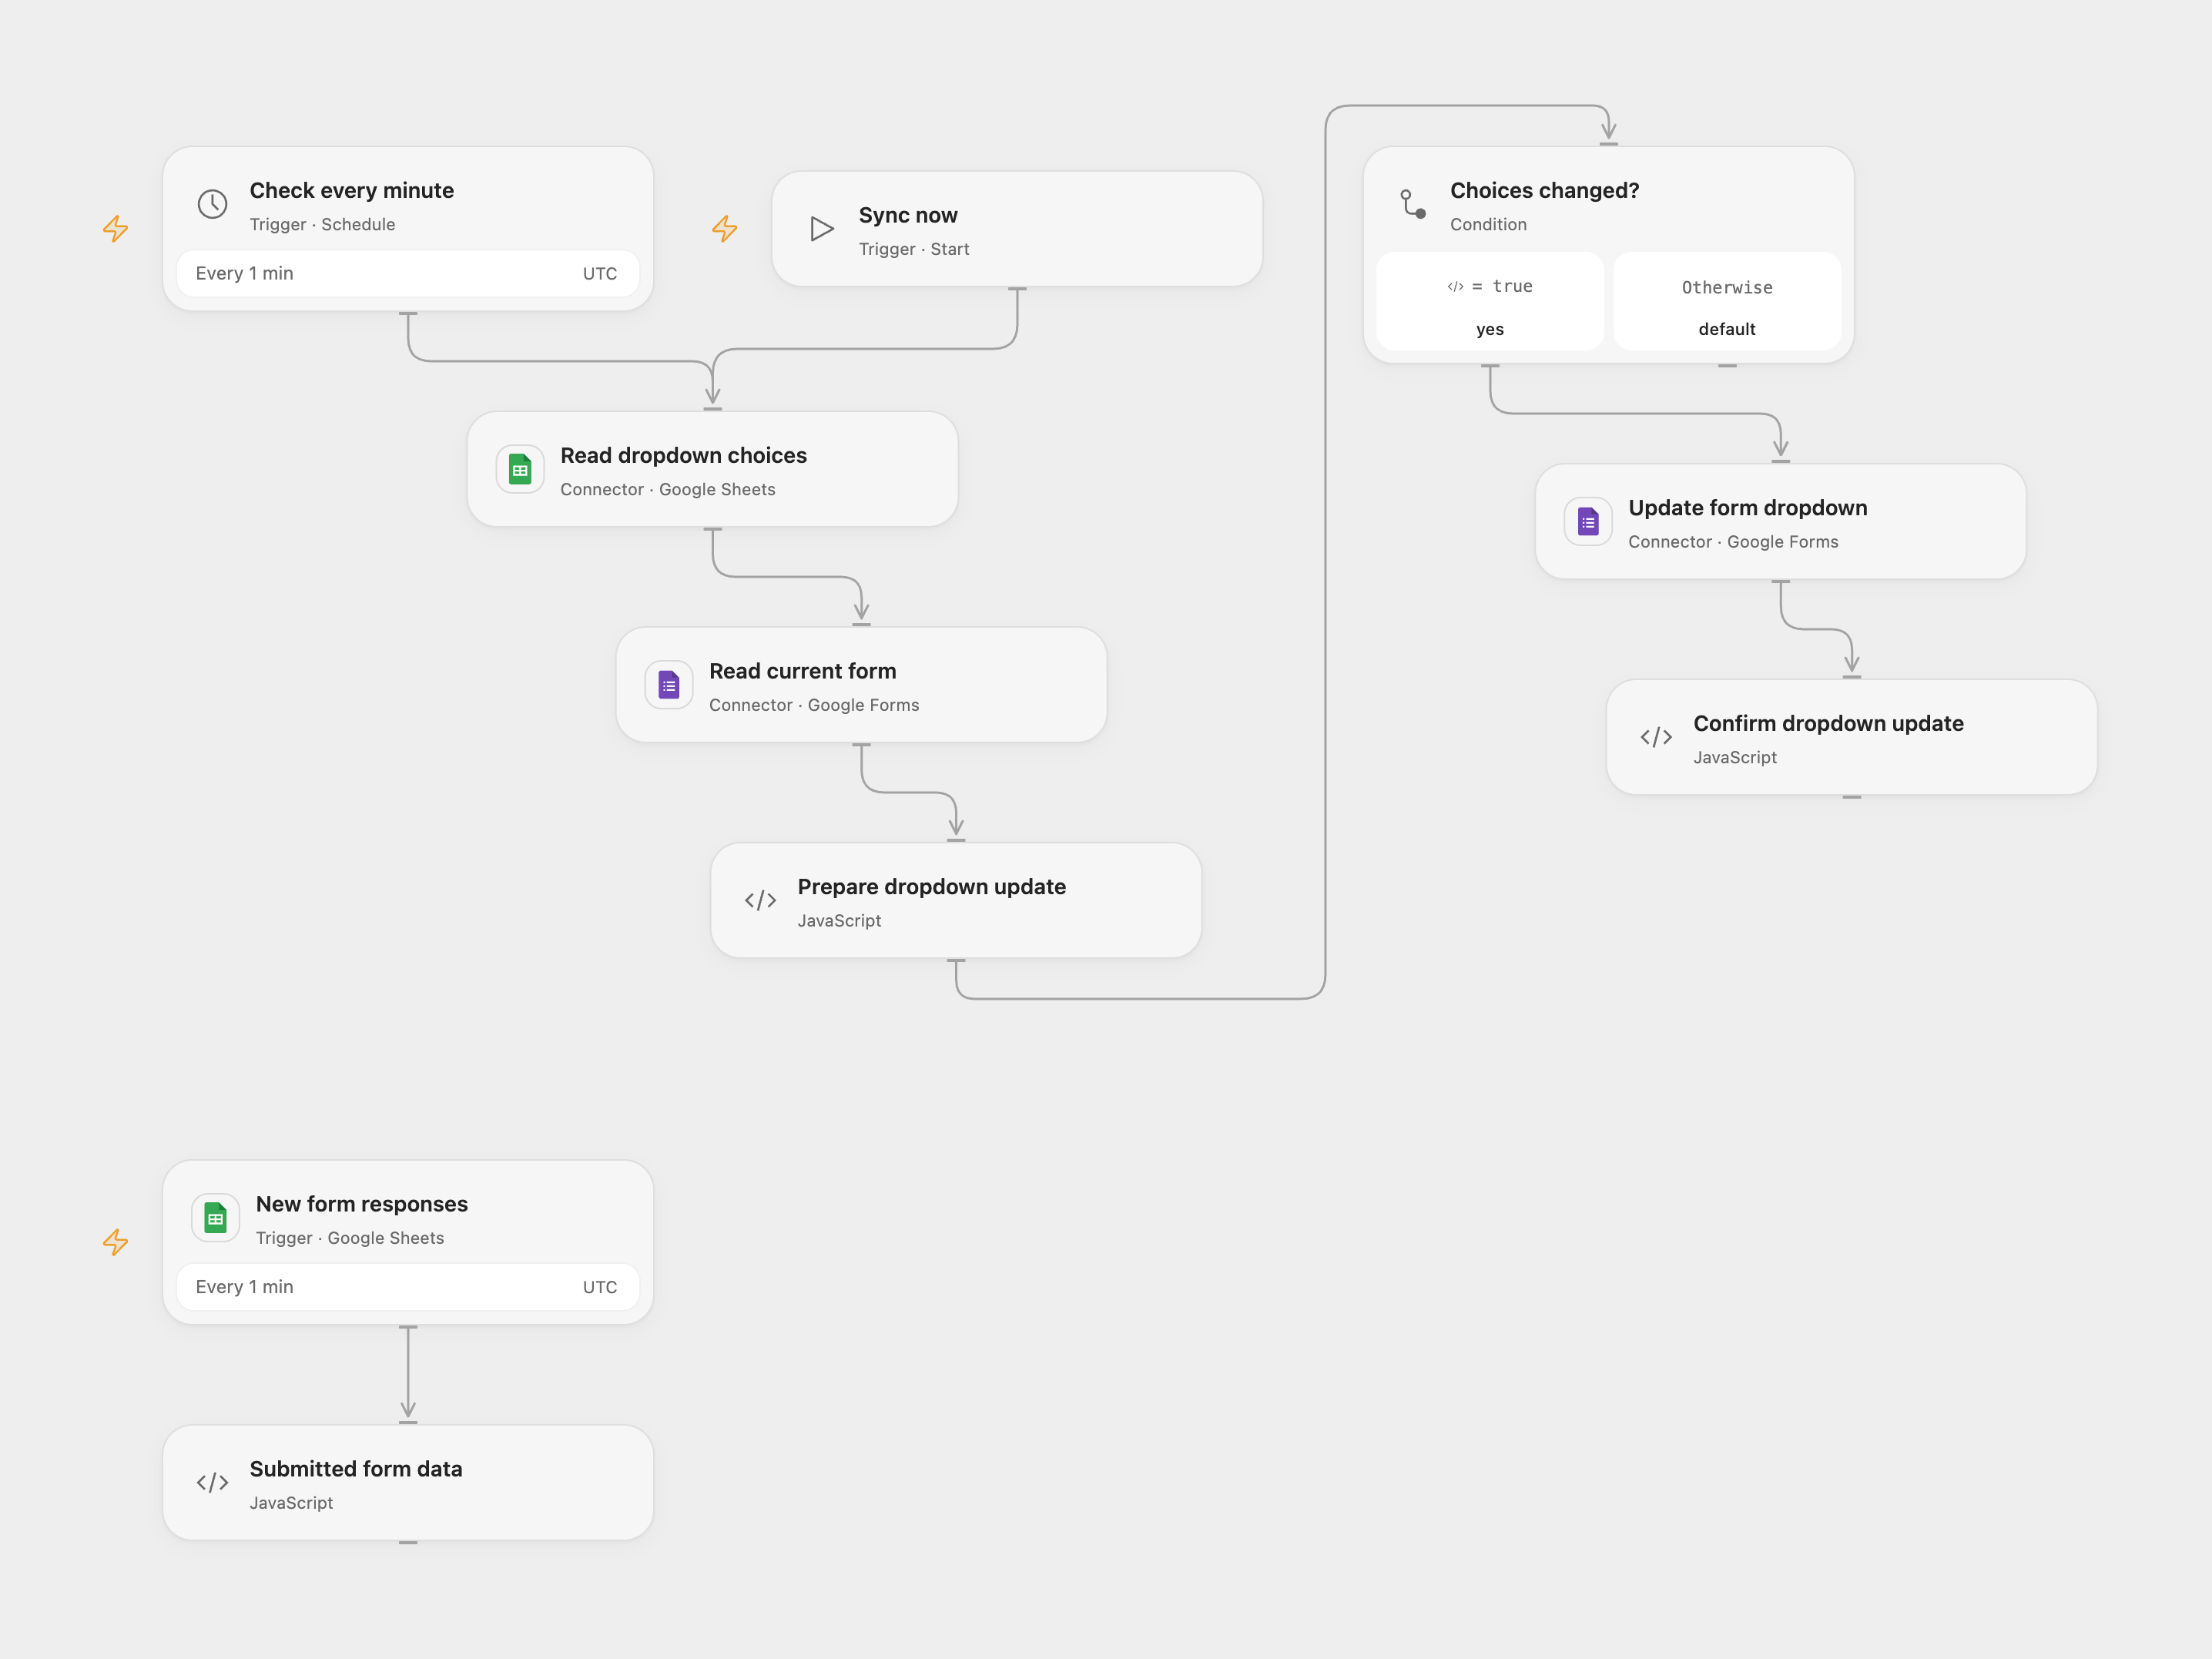 Check every minute
Trigger · Schedule
Every 1 min UTC
Sync now
Trigger · Start
Read dropdown choices
Connector · Google Sheets
Read current form
Connector · Google Forms
Prepare dropdown update
JavaScript
Choices changed?
Condition
</> = true
yes
Otherwise
default
Update form dropdown
Connector · Google Forms
Confirm dropdown update
JavaScript
New form responses
Trigger · Google Sheets
Every 1 min UTC
Submitted form data
JavaScript